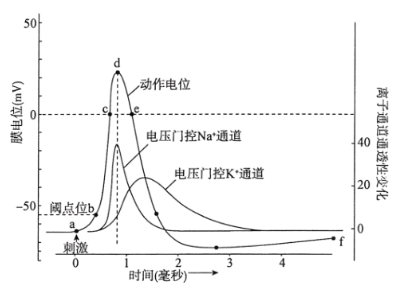 50
d
动作电位
膜电位(mV)
c
0
e
离子通道通透性变化
电压门控Na⁺通道
40
电压门控K⁺通道
20
-50
阈点位b
a
0
f
刺激
0
1
2
3
4
时间(毫秒)